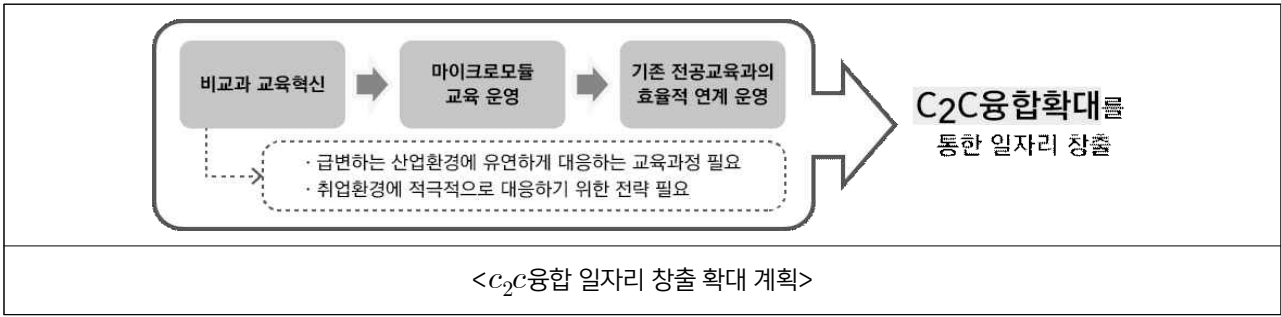 비교과 교육혁신
마이크로모듈
교육 운영
기존 전공교육과의
효율적 연계 운영
· 급변하는 산업환경에 유연하게 대응하는 교육과정 필요
· 취업환경에 적극적으로 대응하기 위한 전략 필요
C2C융합확대를
통한 일자리 창출
<c₂c융합 일자리 창출 확대 계획>